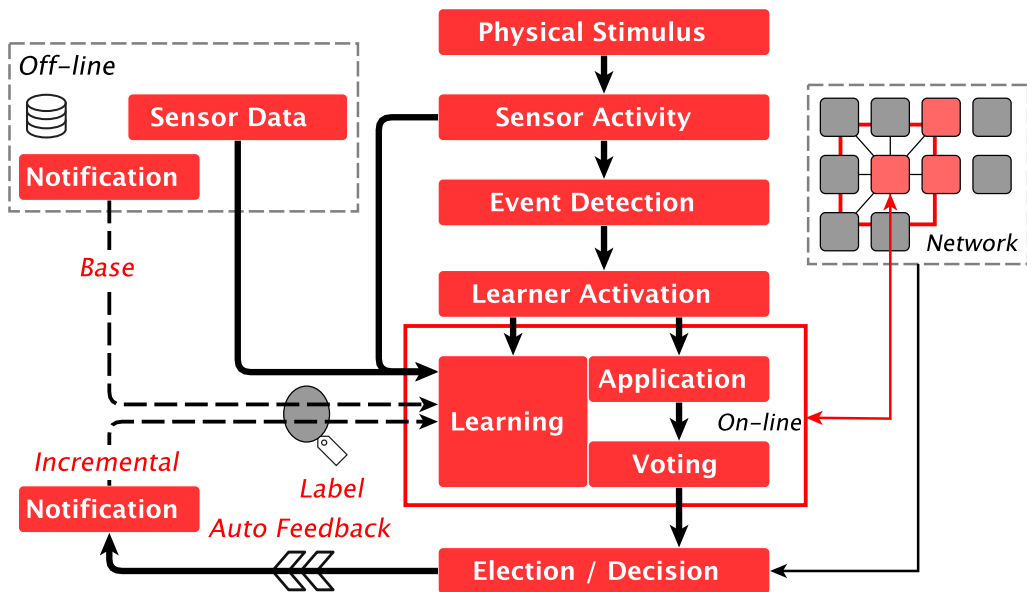 Physical Stimulus
Off-line
Sensor Data
Sensor Activity
Notification
Event Detection
Network
Base
Learner Activation
Application
Learning
On-line
Voting
Incremental
Label
Notification
Auto Feedback
Election / Decision